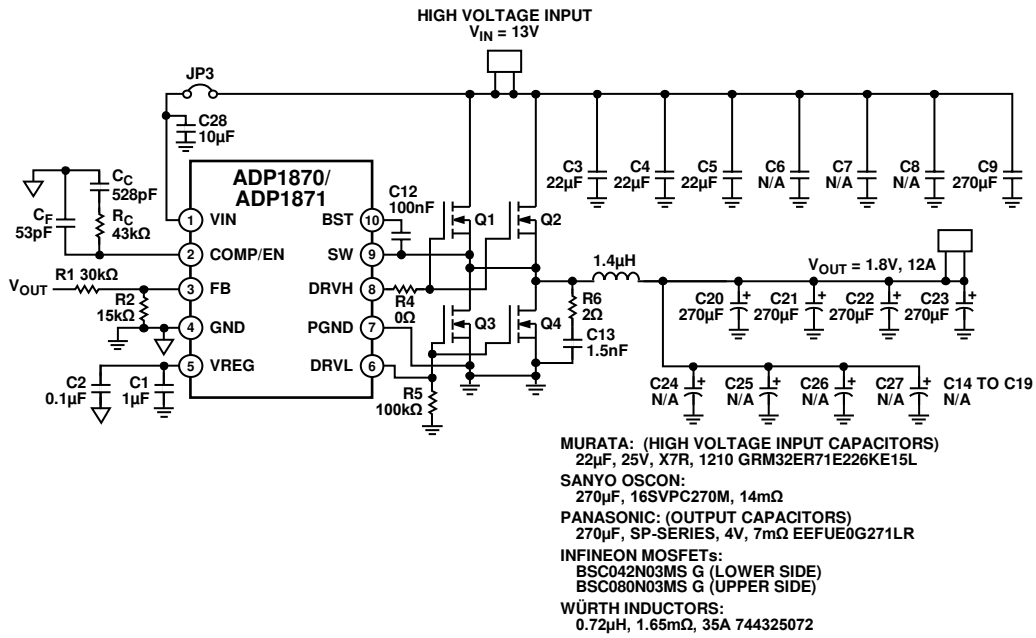 HIGH VOLTAGE INPUT
VIN = 13V
JP3
C28
10µF
CC
528pF
CF
53pF
RC
43kΩ
ADP1870/
ADP1871
C12
100nF
C3
22µF
C4
22µF
C5
22µF
C6
N/A
C7
N/A
C8
N/A
C9
270µF
1 VIN
BST 10
Q1
Q2
2 COMP/EN
SW 9
VOUT
R1 30kΩ
3 FB
DRVH 8
R4
0Ω
R2
15kΩ
4 GND
PGND 7
5 VREG
DRVL 6
Q3
Q4
C2
0.1µF
C1
1µF
R5
100kΩ
1.4µH
R6
2Ω
C13
1.5nF
VOUT = 1.8V, 12A
C20
270µF
+
C21
270µF
+
C22
270µF
+
C23
270µF
+
C24
N/A
+
C25
N/A
+
C26
N/A
+
C27
N/A
+
C14 TO C19
N/A
MURATA: (HIGH VOLTAGE INPUT CAPACITORS)
22µF, 25V, X7R, 1210 GRM32ER71E226KE15L
SANYO OSCON:
270µF, 16SVPC270M, 14mΩ
PANASONIC: (OUTPUT CAPACITORS)
270µF, SP-SERIES, 4V, 7mΩ EEFUE0G271LR
INFINEON MOSFETs:
BSC042N03MS G (LOWER SIDE)
BSC080N03MS G (UPPER SIDE)
WÜRTH INDUCTORS:
0.72µH, 1.65mΩ, 35A 744325072